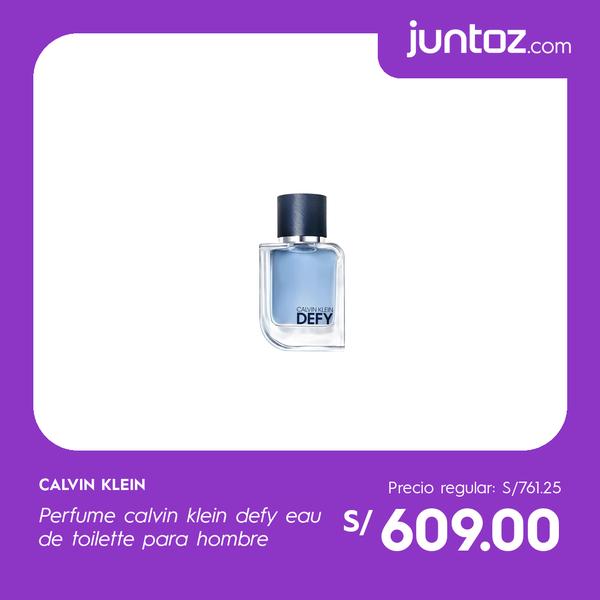 juntoz.com
CALVIN KLEIN
DEFY
CALVIN KLEIN
Perfume calvin klein defy eau
de toilette para hombre
Precio regular: S/761.25
S/ 609.00